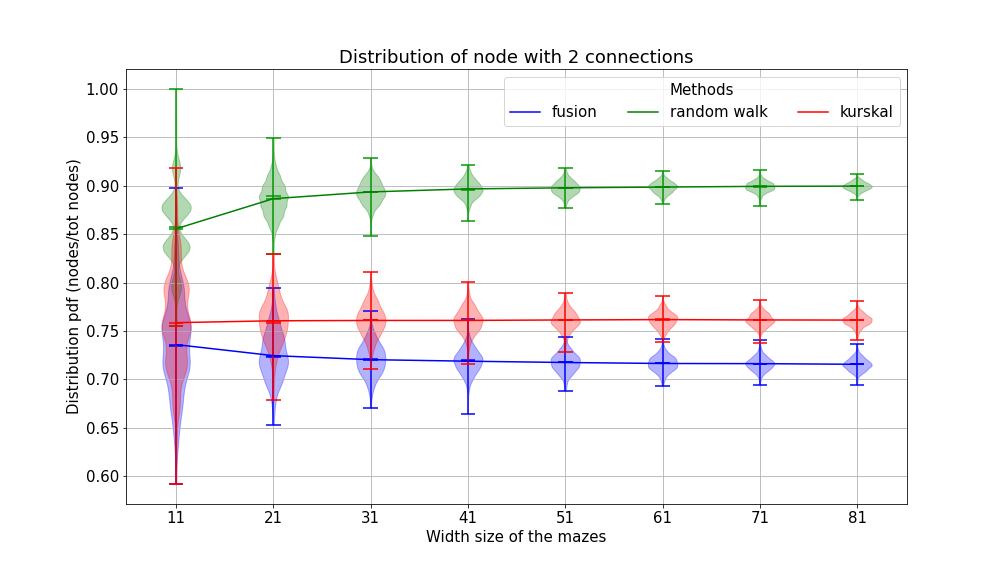 Distribution of node with 2 connections
Methods
fusion
random walk
kurskal
Distribution pdf (nodes/tot nodes)
1.00
0.95
0.90
0.85
0.80
0.75
0.70
0.65
0.60
11 21 31 41 51 61 71 81
Width size of the mazes